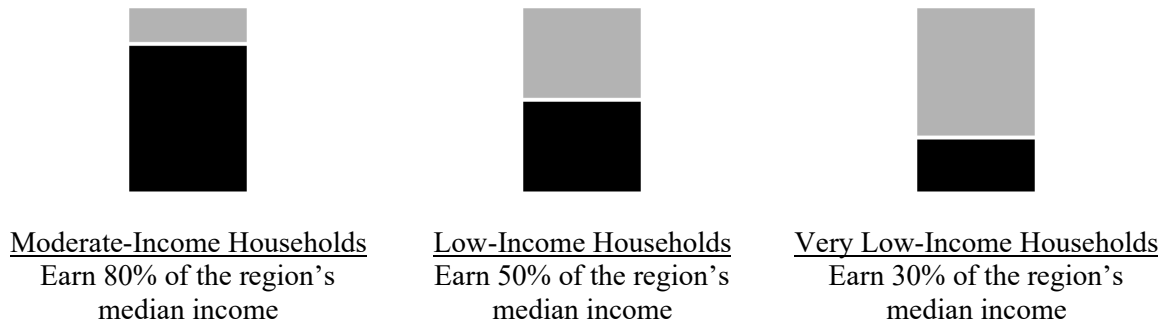 Moderate-Income Households
Earn 80% of the region’s
median income
Low-Income Households
Earn 50% of the region’s
median income
Very Low-Income Households
Earn 30% of the region’s
median income